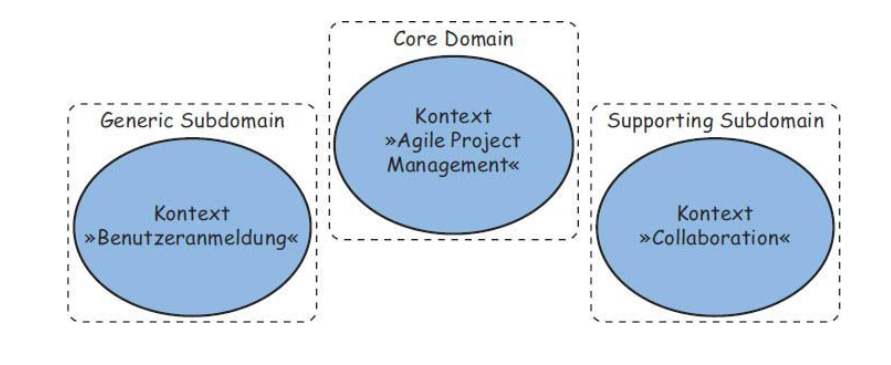 Core Domain
Kontext
»Agile Project
Management«
Generic Subdomain
Kontext
»Benutzeranmeldung«
Supporting Subdomain
Kontext
»Collaboration«